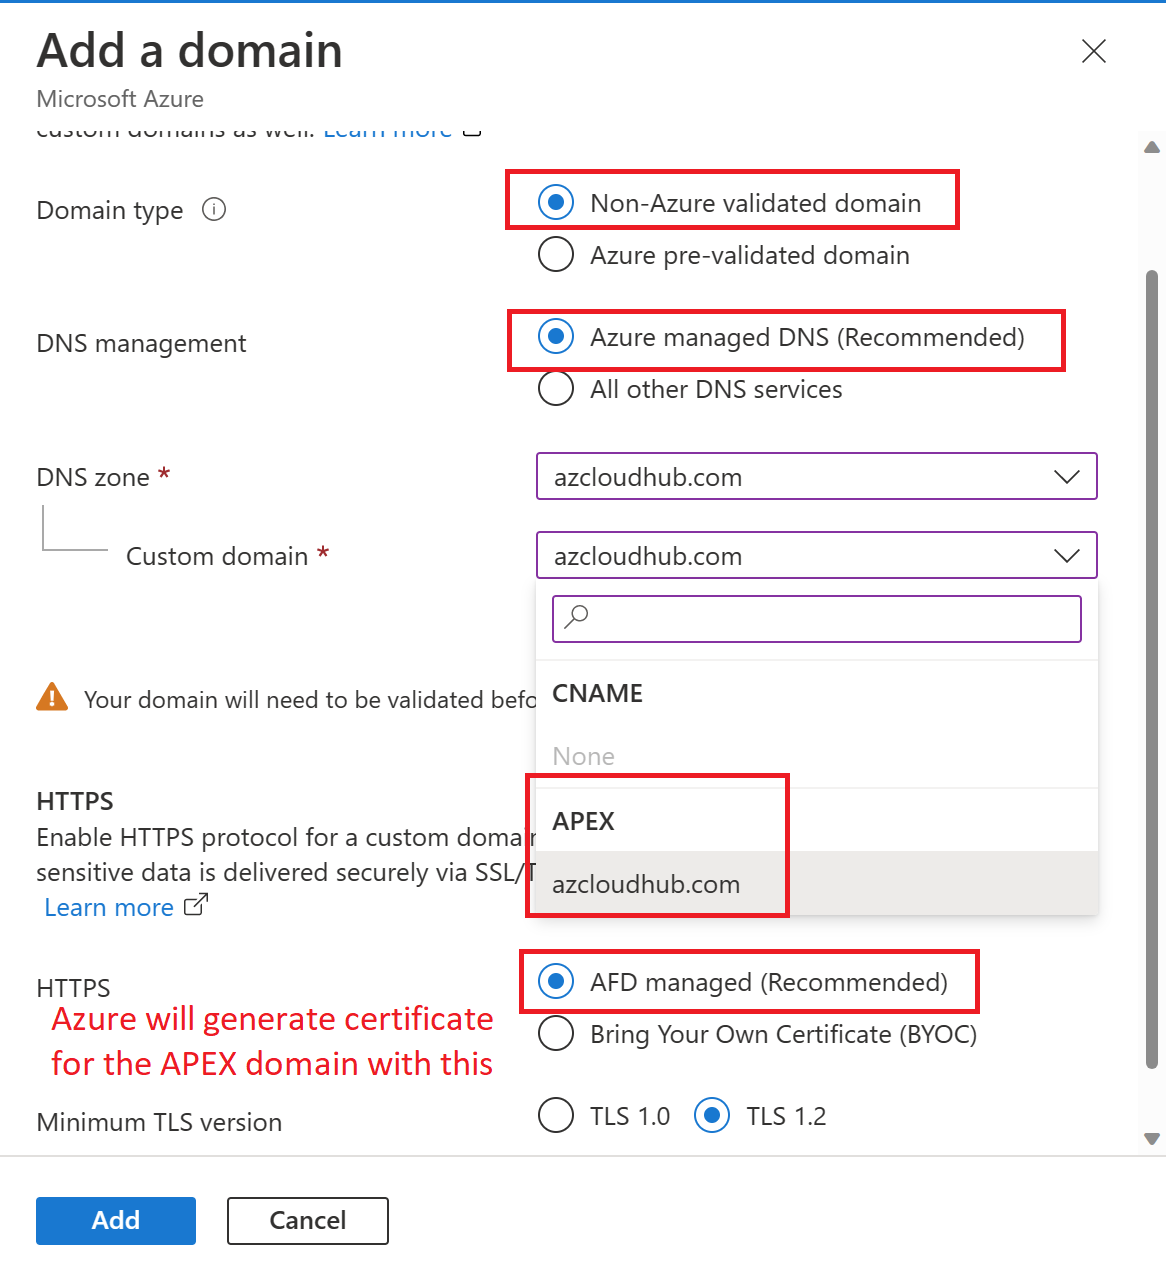 Add a domain
Microsoft Azure
custom domains as well. Learn more
Domain type
Non-Azure validated domain
Azure pre-validated domain
DNS management
Azure managed DNS (Recommended)
All other DNS services
DNS zone *
azcloudhub.com
Custom domain *
azcloudhub.com
CNAME
None
APEX
azcloudhub.com
Your domain will need to be validated befo
HTTPS
Enable HTTPS protocol for a custom domain
sensitive data is delivered securely via SSL/T
Learn more
HTTPS
AFD managed (Recommended)
Bring Your Own Certificate (BYOC)
Azure will generate certificate
for the APEX domain with this
Minimum TLS version
TLS 1.0
TLS 1.2
Add
Cancel